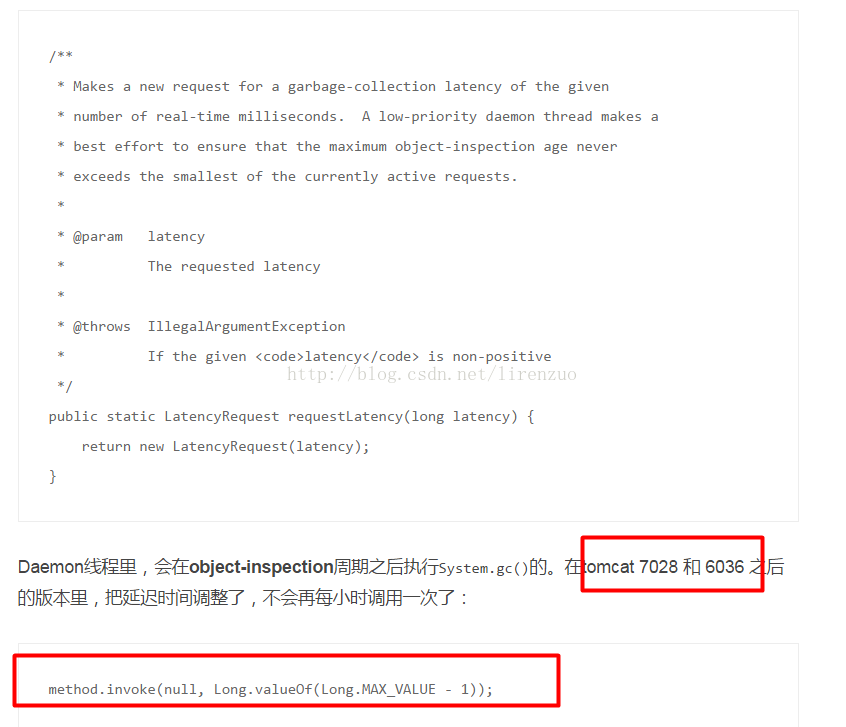 /**
 * Makes a new request for a garbage-collection latency of the given
 * number of real-time milliseconds.  A low-priority daemon thread makes a
 * best effort to ensure that the maximum object-inspection age never
 * exceeds the smallest of the currently active requests.
 *
 * @param   latency
 *          The requested latency
 *
 * @throws  IllegalArgumentException
 *          If the given <code>latency</code> is non-positive
http://blog.csdn.net/lirenzuo
 */
public static LatencyRequest requestLatency(long latency) {
    return new LatencyRequest(latency);
}
Daemon线程里，会在object-inspection周期之后执行System.gc()的。在tomcat 7028 和 6036 之后
的版本里，把延迟时间调整了，不会再每小时调用一次了：
method.invoke(null, Long.valueOf(Long.MAX_VALUE - 1));